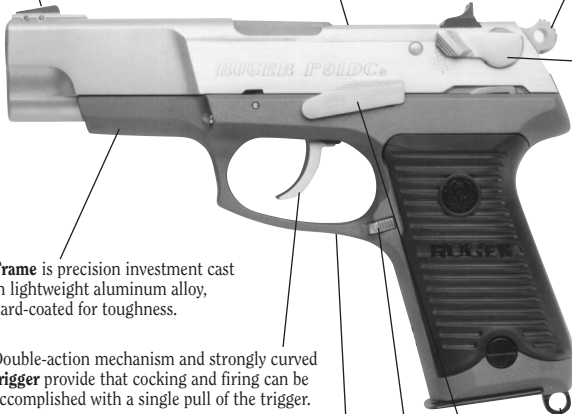 RUGER P91DC
RUGER
Frame is precision investment cast
in lightweight aluminum alloy,
hard-coated for toughness.
Double-action mechanism and strongly curved
trigger provide that cocking and firing can be
accomplished with a single pull of the trigger.